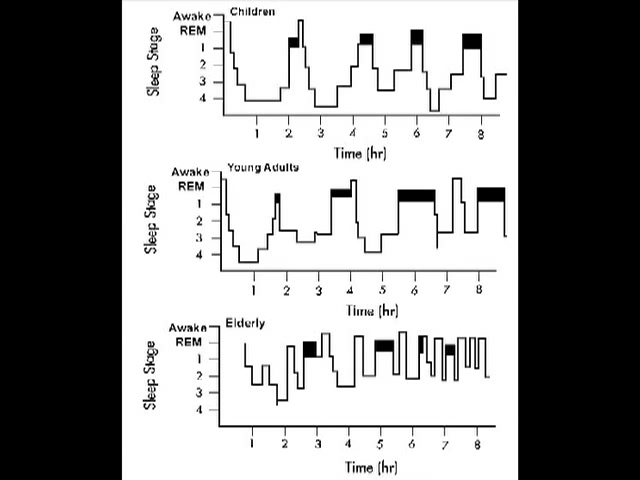 Children
Awake
REM
1
2
3
4
Sleep Stage
1 2 3 4 5 6 7 8
Time (hr)
Young Adults
Awake
REM
1
2
3
4
Sleep Stage
1 2 3 4 5 6 7 8
Time (hr)
Elderly
Awake
REM
1
2
3
4
Sleep Stage
1 2 3 4 5 6 7 8
Time (hr)